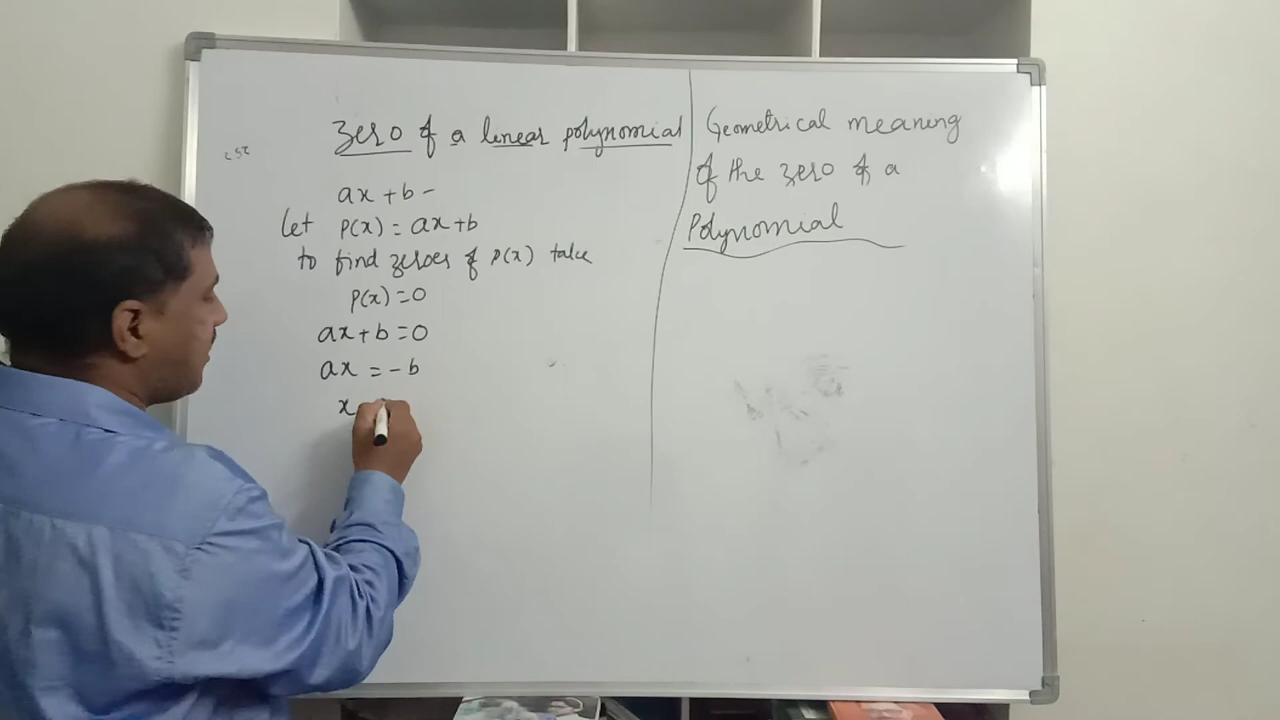 Zero of a linear polynomial
ax + b -
let P(x) = ax + b
to find zeroes of P(x) take
P(x) = 0
ax + b = 0
ax = - b
x
Geometrical meaning
of the zero of a
Polynomial